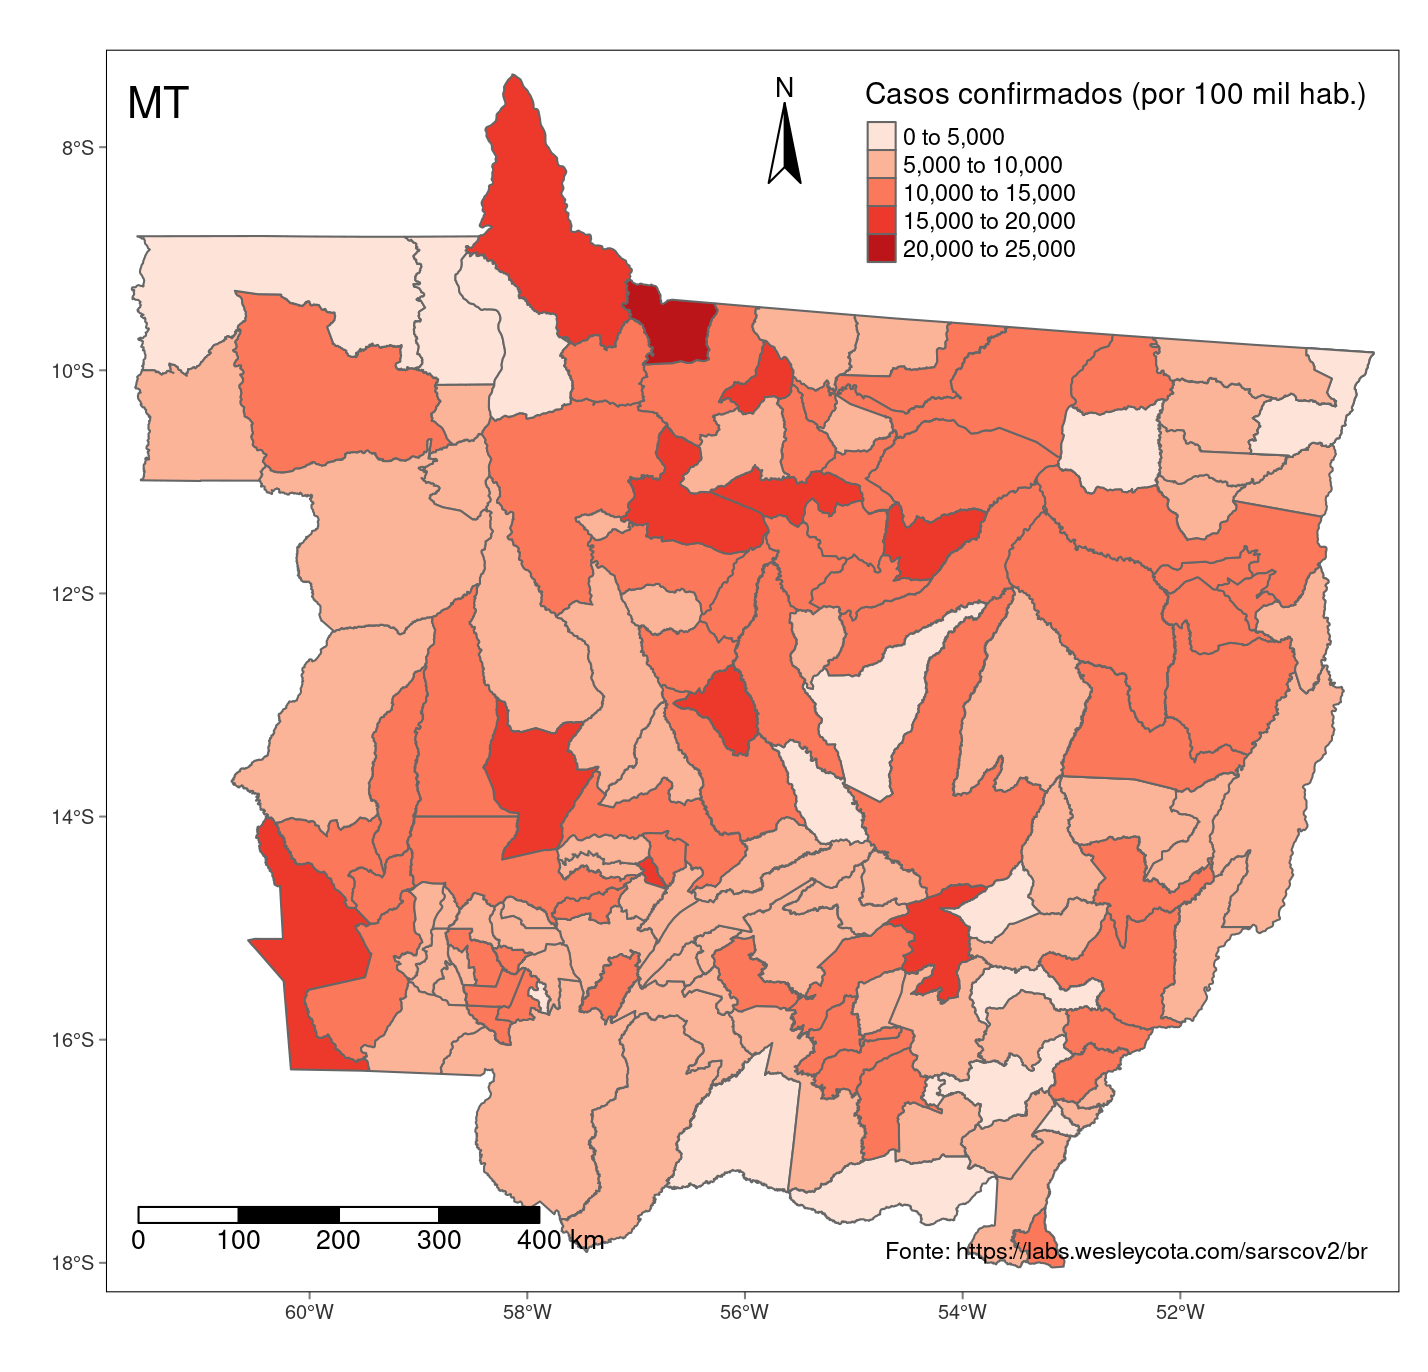 MT
N
Casos confirmados (por 100 mil hab.)
0 to 5,000
5,000 to 10,000
10,000 to 15,000
15,000 to 20,000
20,000 to 25,000
8°S
10°S
12°S
14°S
16°S
18°S
0 100 200 300 400 km
Fonte: https://labs.wesleycota.com/sarscov2/br
60°W 58°W 56°W 54°W 52°W